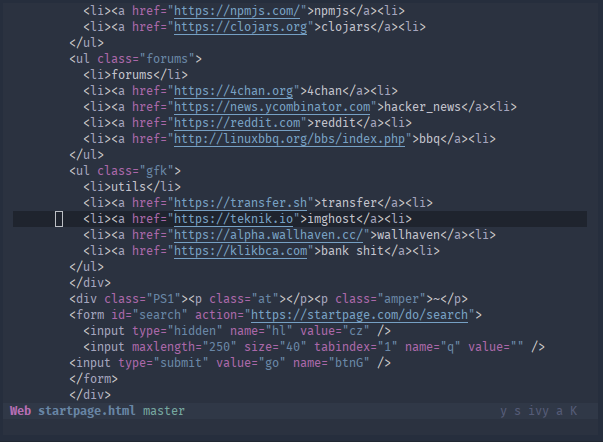 <li><a href="https://npmjs.com/">npmjs</a><li>
<li><a href="https://clojars.org">clojars</a><li>
</ul>
<ul class="forums">
<li>forums</li>
<li><a href="https://4chan.org">4chan</a><li>
<li><a href="https://news.ycombinator.com">hacker_news</a><li>
<li><a href="https://reddit.com">reddit</a><li>
<li><a href="http://linuxbbq.org/bbs/index.php">bbq</a><li>
</ul>
<ul class="gfk">
<li>utils</li>
<li><a href="https://transfer.sh">transfer</a><li>
<li><a href="https://teknik.io">imghost</a><li>
<li><a href="https://alpha.wallhaven.cc/">wallhaven</a><li>
<li><a href="https://klikbca.com">bank shit</a><li>
</ul>
</div>
<div class="PS1"><p class="at"></p><p class="amper">~</p>
<form id="search" action="https://startpage.com/do/search">
<input type="hidden" name="hl" value="cz" />
<input maxlength="250" size="40" tabindex="1" name="q" value="" />
<input type="submit" value="go" name="btnG" />
</form>
</div>
Web startpage.html master y s ivy a K